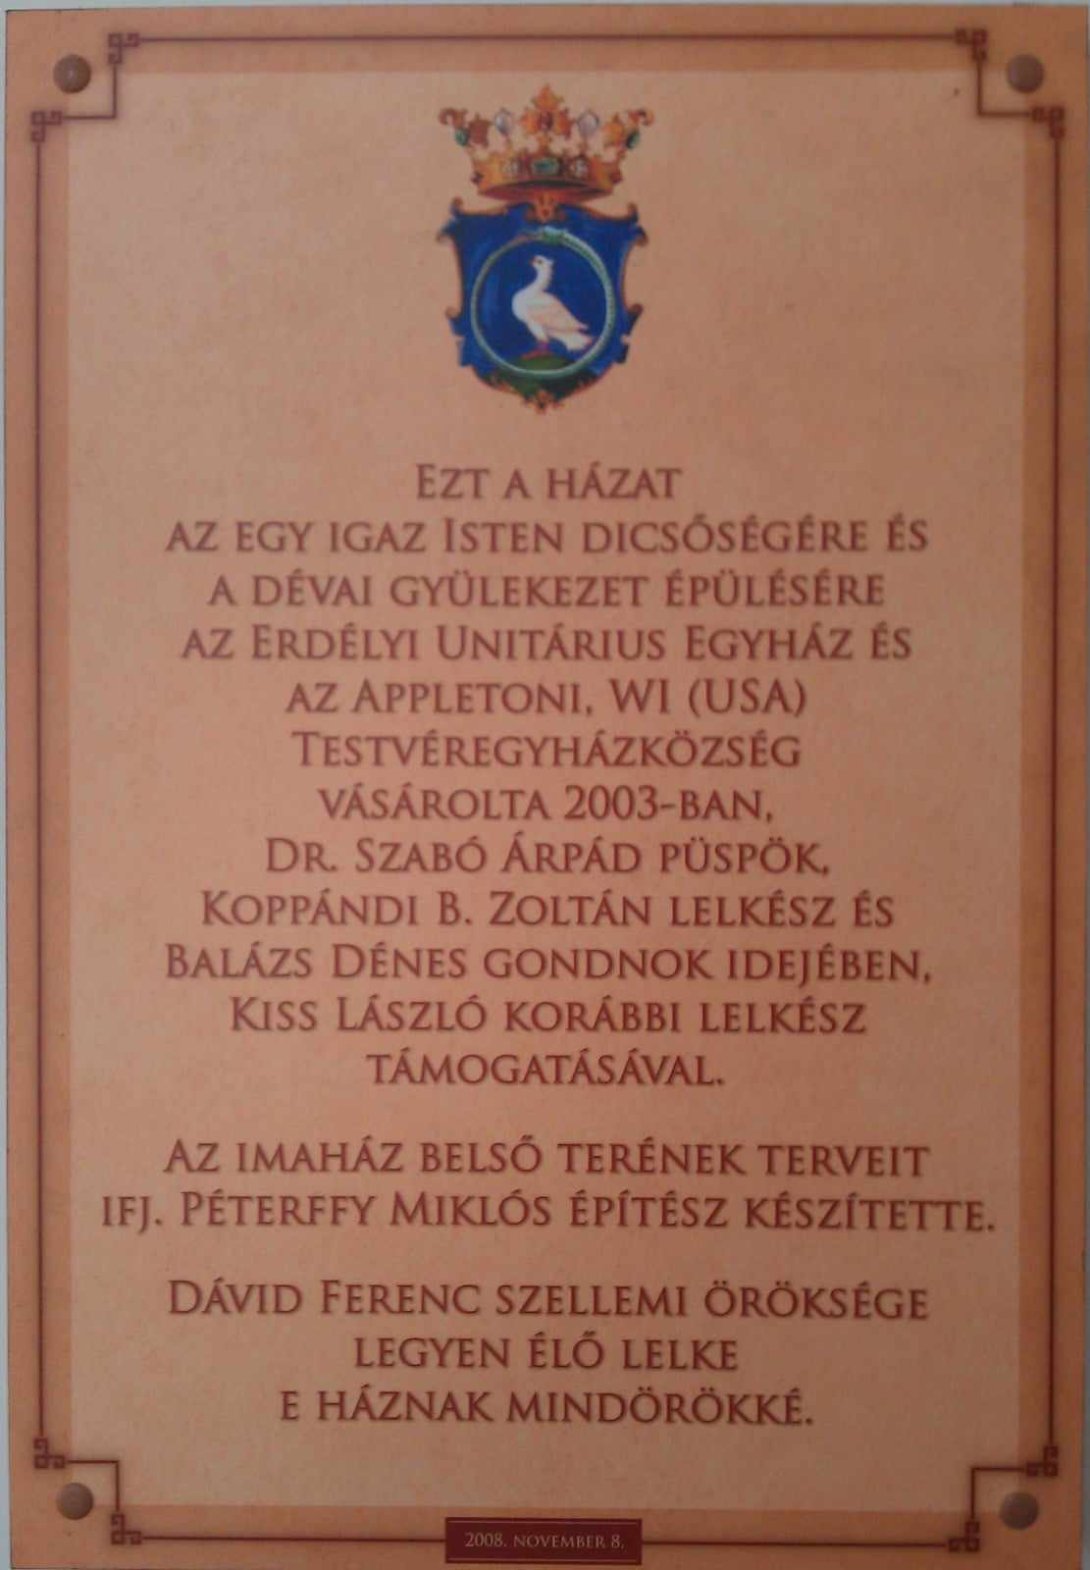 Ezt a házat
az egy igaz Isten dicsőségére és
a dévai gyülekezet épülésére
az Erdélyi Unitárius Egyház és
az Appletoni, WI (USA)
Testvéregyházközség
vásárolta 2003-ban,
Dr. Szabó Árpád püspök,
Koppándi B. Zoltán lelkész és
Balázs Dénes gondnok idejében,
Kiss László korábbi lelkész
támogatásával.
Az imaház belső terének terveit
ifj. Péterffy Miklós építész készítette.
Dávid Ferenc szellemi öröksége
legyen élő lelke
e háznak mindörökké.
2008. november 8.